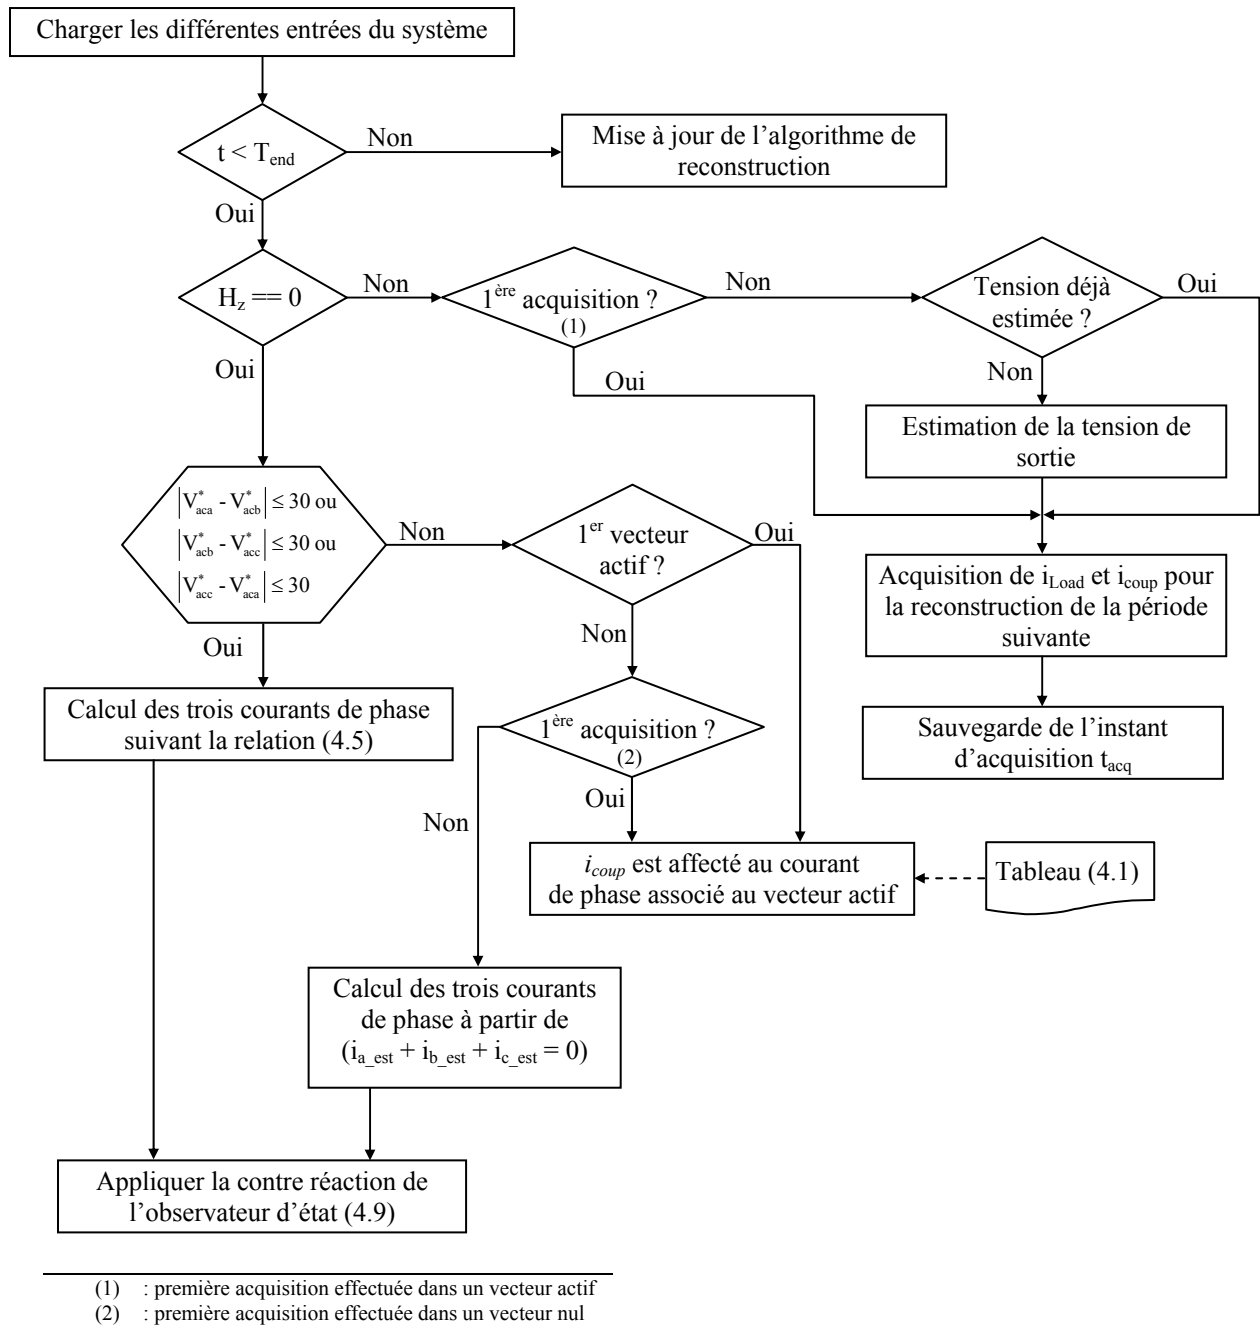 Charger les différentes entrées du système
t < T_end
Non
Mise à jour de l'algorithme de
reconstruction
Oui
H_z == 0
Non
1^ère acquisition ?
(1)
Non
Tension déjà
estimée ?
Oui
Oui
Oui
Non
Estimation de la tension de
sortie
|V*_aca - V*_acb| ≤ 30 ou
|V*_acb - V*_acc| ≤ 30 ou
|V*_acc - V*_aca| ≤ 30
Non
1^er vecteur
actif ?
Oui
Acquisition de i_Load et i_coup pour
la reconstruction de la période
suivante
Oui
Non
Calcul des trois courants de phase
suivant la relation (4.5)
1^ère acquisition ?
(2)
Sauvegarde de l'instant
d'acquisition t_acq
Non
Oui
i_coup est affecté au courant
de phase associé au vecteur actif
Tableau (4.1)
Calcul des trois courants
de phase à partir de
(i_a_est + i_b_est + i_c_est = 0)
Appliquer la contre réaction de
l'observateur d'état (4.9)
(1) : première acquisition effectuée dans un vecteur actif
(2) : première acquisition effectuée dans un vecteur nul